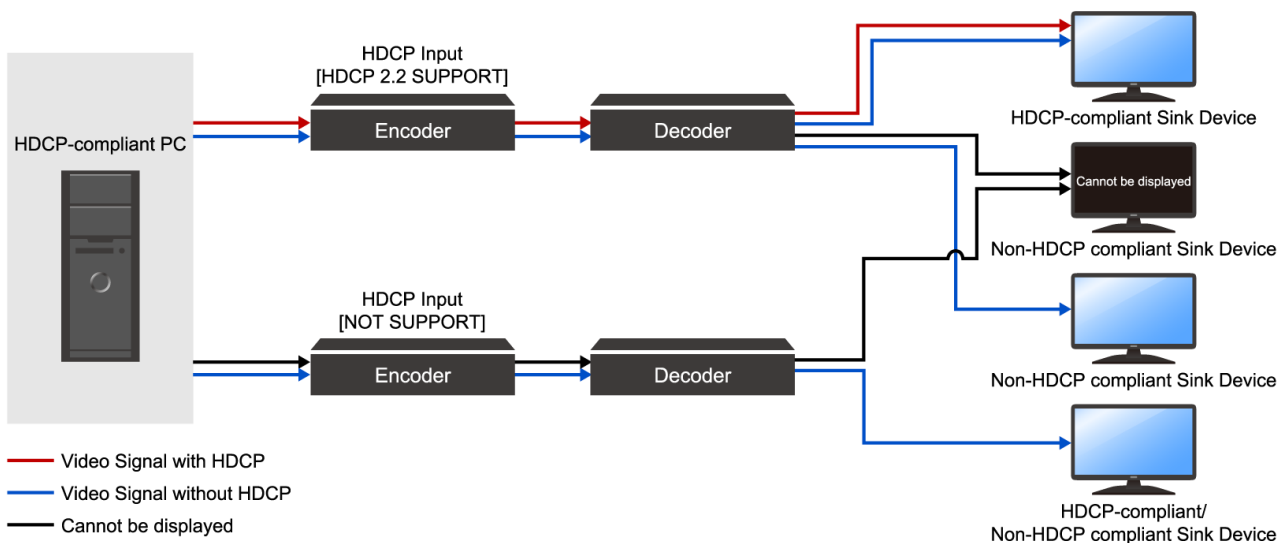 HDCP-compliant PC
HDCP Input
[HDCP 2.2 SUPPORT]
Encoder
Decoder
HDCP-compliant Sink Device
Cannot be displayed
Non-HDCP compliant Sink Device
HDCP Input
[NOT SUPPORT]
Encoder
Decoder
Non-HDCP compliant Sink Device
HDCP-compliant/
Non-HDCP compliant Sink Device
Video Signal with HDCP
Video Signal without HDCP
Cannot be displayed